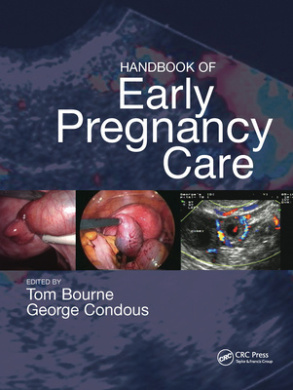 HANDBOOK OF
Early
Pregnancy
Care
EDITED BY
Tom Bourne
George Condous
CRC Press
Taylor & Francis Group